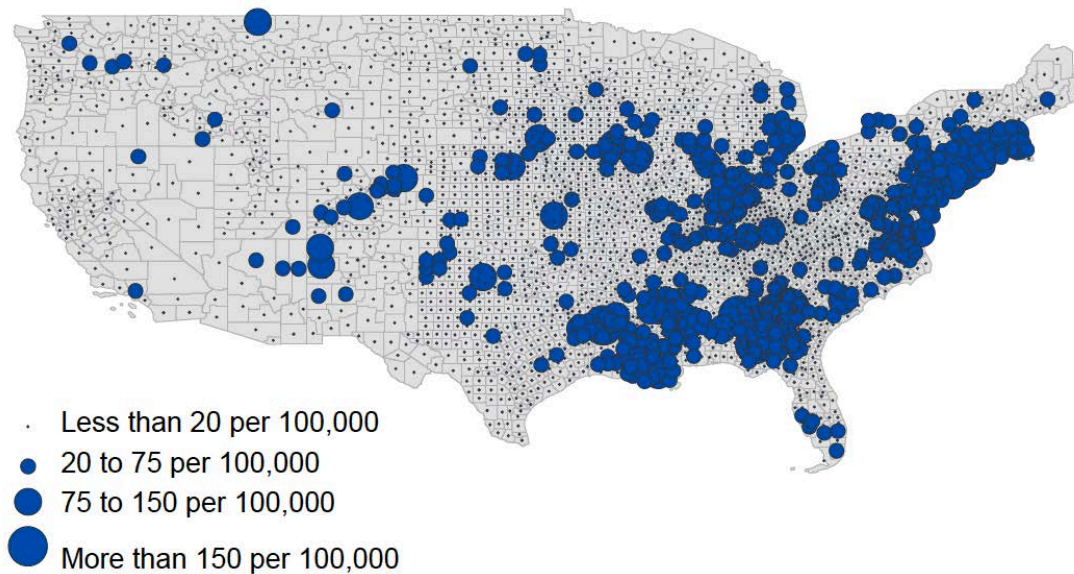 Less than 20 per 100,000
20 to 75 per 100,000
75 to 150 per 100,000
More than 150 per 100,000